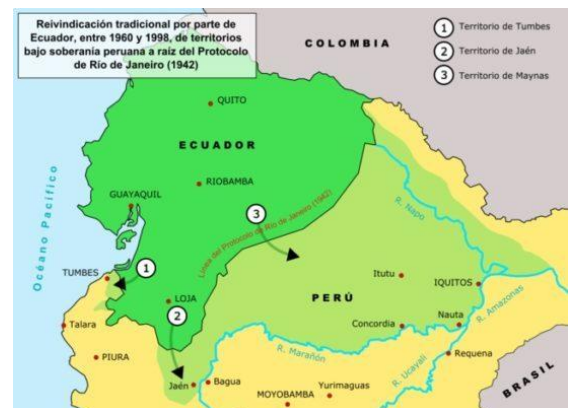 Reivindicación tradicional por parte de
Ecuador, entre 1960 y 1998, de territorios
bajo soberanía peruana a raíz del Protocolo
de Río de Janeiro (1942)
1 Territorio de Tumbes
2 Territorio de Jaén
3 Territorio de Maynas
COLOMBIA
QUITO
ECUADOR
RIOBAMBA
GUAYAQUIL
Océano Pacífico
3
Línea del Protocolo de Río de Janeiro (1942)
R. Napo
1
TUMBES
LOJA
2
Itutu
IQUITOS
PERÚ
R. Amazonas
Talara
Concordia
Nauta
PIURA
R. Marañón
R. Ucayali
Requena
Jaén
Bagua
Yurimaguas
MOYOBAMBA
BRASIL